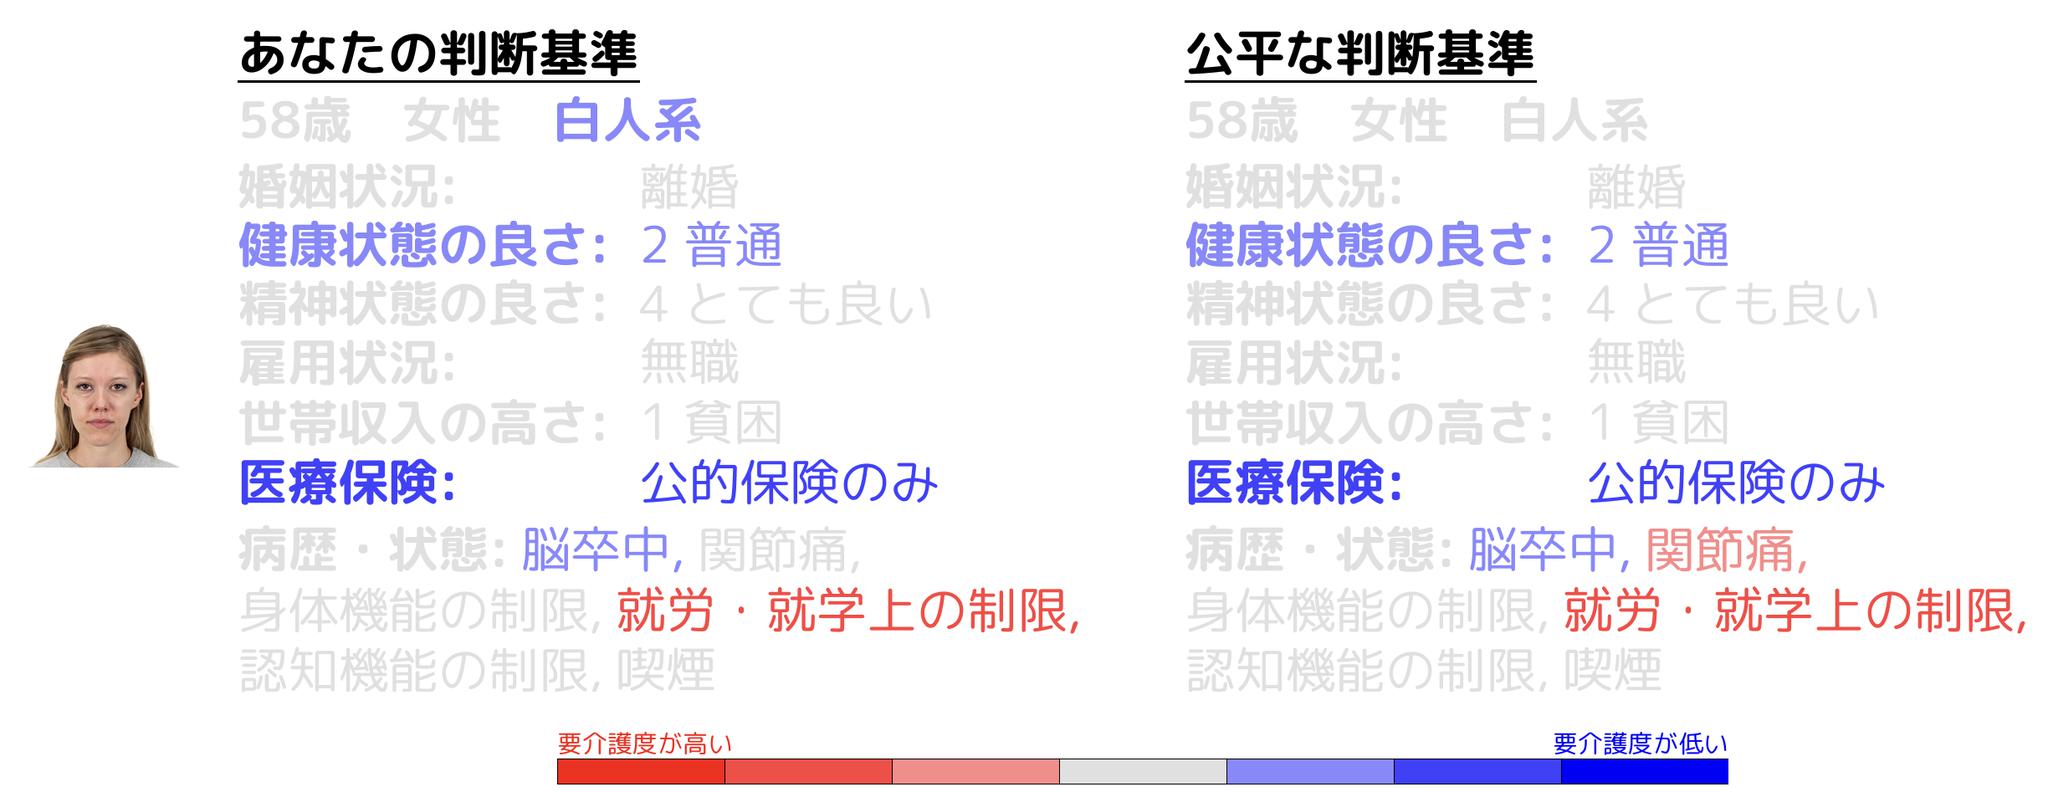 あなたの判断基準
58歳 女性 白人系
婚姻状況: 離婚
健康状態の良さ: 2 普通
精神状態の良さ: 4 とても良い
雇用状況: 無職
世帯収入の高さ: 1 貧困
医療保険: 公的保険のみ
病歴・状態: 脳卒中, 関節痛,
身体機能の制限, 就労・就学上の制限,
認知機能の制限, 喫煙
公平な判断基準
58歳 女性 白人系
婚姻状況: 離婚
健康状態の良さ: 2 普通
精神状態の良さ: 4 とても良い
雇用状況: 無職
世帯収入の高さ: 1 貧困
医療保険: 公的保険のみ
病歴・状態: 脳卒中, 関節痛,
身体機能の制限, 就労・就学上の制限,
認知機能の制限, 喫煙
要介護度が高い
要介護度が低い